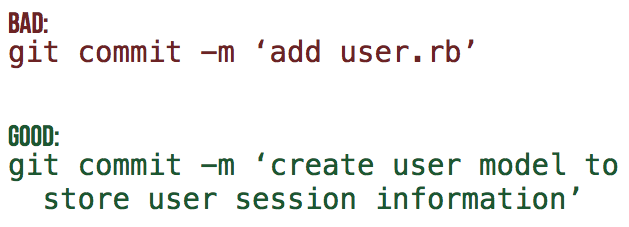 BAD:
git commit –m ‘add user.rb’
GOOD:
git commit –m ‘create user model to
store user session information’